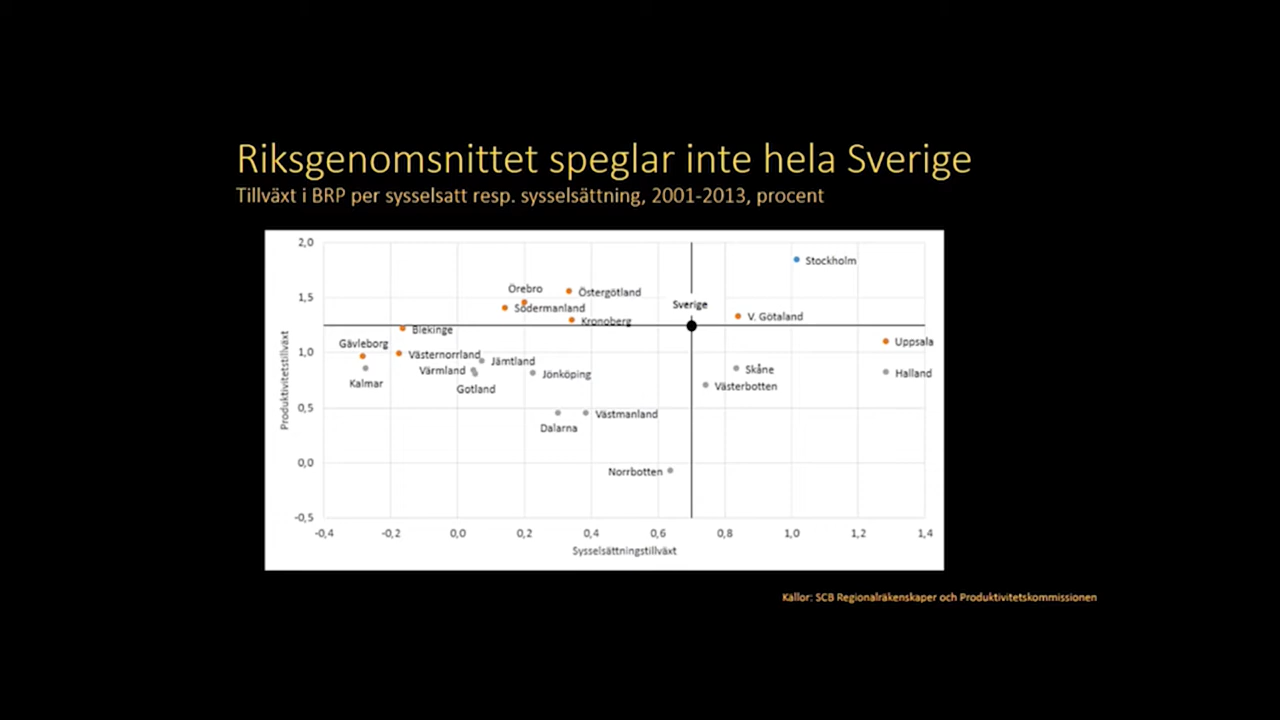 Riksgenomsnittet speglar inte hela Sverige
Tillväxt i BRP per sysselsatt resp. sysselsättning, 2001-2013, procent
2,0
1,5
1,0
0,5
0,0
-0,5
Produktivitetstillväxt
Stockholm
Örebro
Östergötland
Södermanland
Sverige
V. Götaland
Kronoberg
Blekinge
Gävleborg
Uppsala
Västernorrland
Jämtland
Värmland
Skåne
Jönköping
Halland
Kalmar
Gotland
Västerbotten
Västmanland
Dalarna
Norrbotten
-0,4
-0,2
0,0
0,2
0,4
0,6
0,8
1,0
1,2
1,4
Sysselsättningstillväxt
Källor: SCB Regionalräkenskaper och Produktivitetskommissionen